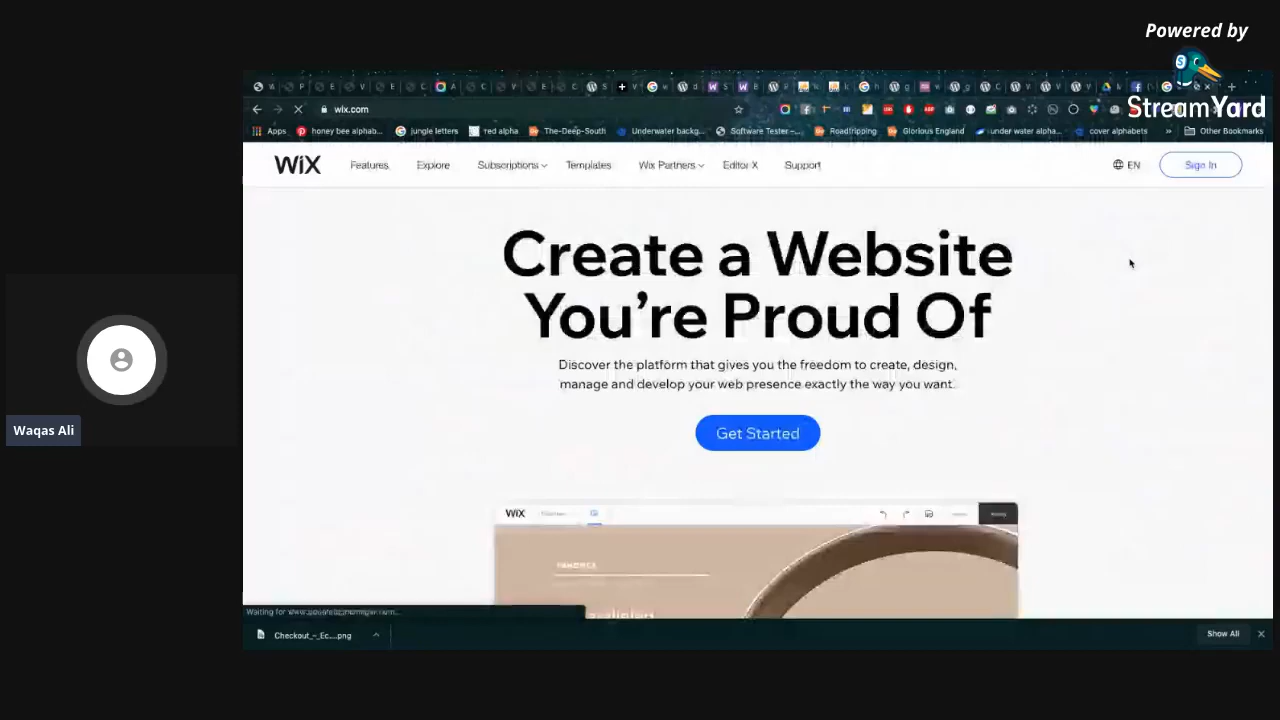 Powered by
StreamYard
wix.com
Apps
honey bee alphab...
jungle letters
red alpha
The-Deep-South
Underwater backg...
Software Tester –...
Roadtripping
Glorious England
under water alpha...
cover alphabets
»
Other Bookmarks
WiX
Features
Explore
Subscriptions
Templates
Wix Partners
Editor X
Support
EN
Sign In
Create a Website
You're Proud Of
Discover the platform that gives you the freedom to create, design,
manage and develop your web presence exactly the way you want.
Get Started
WiX
Waqas Ali
Waiting for
Checkout_–_Ec....png
Show All